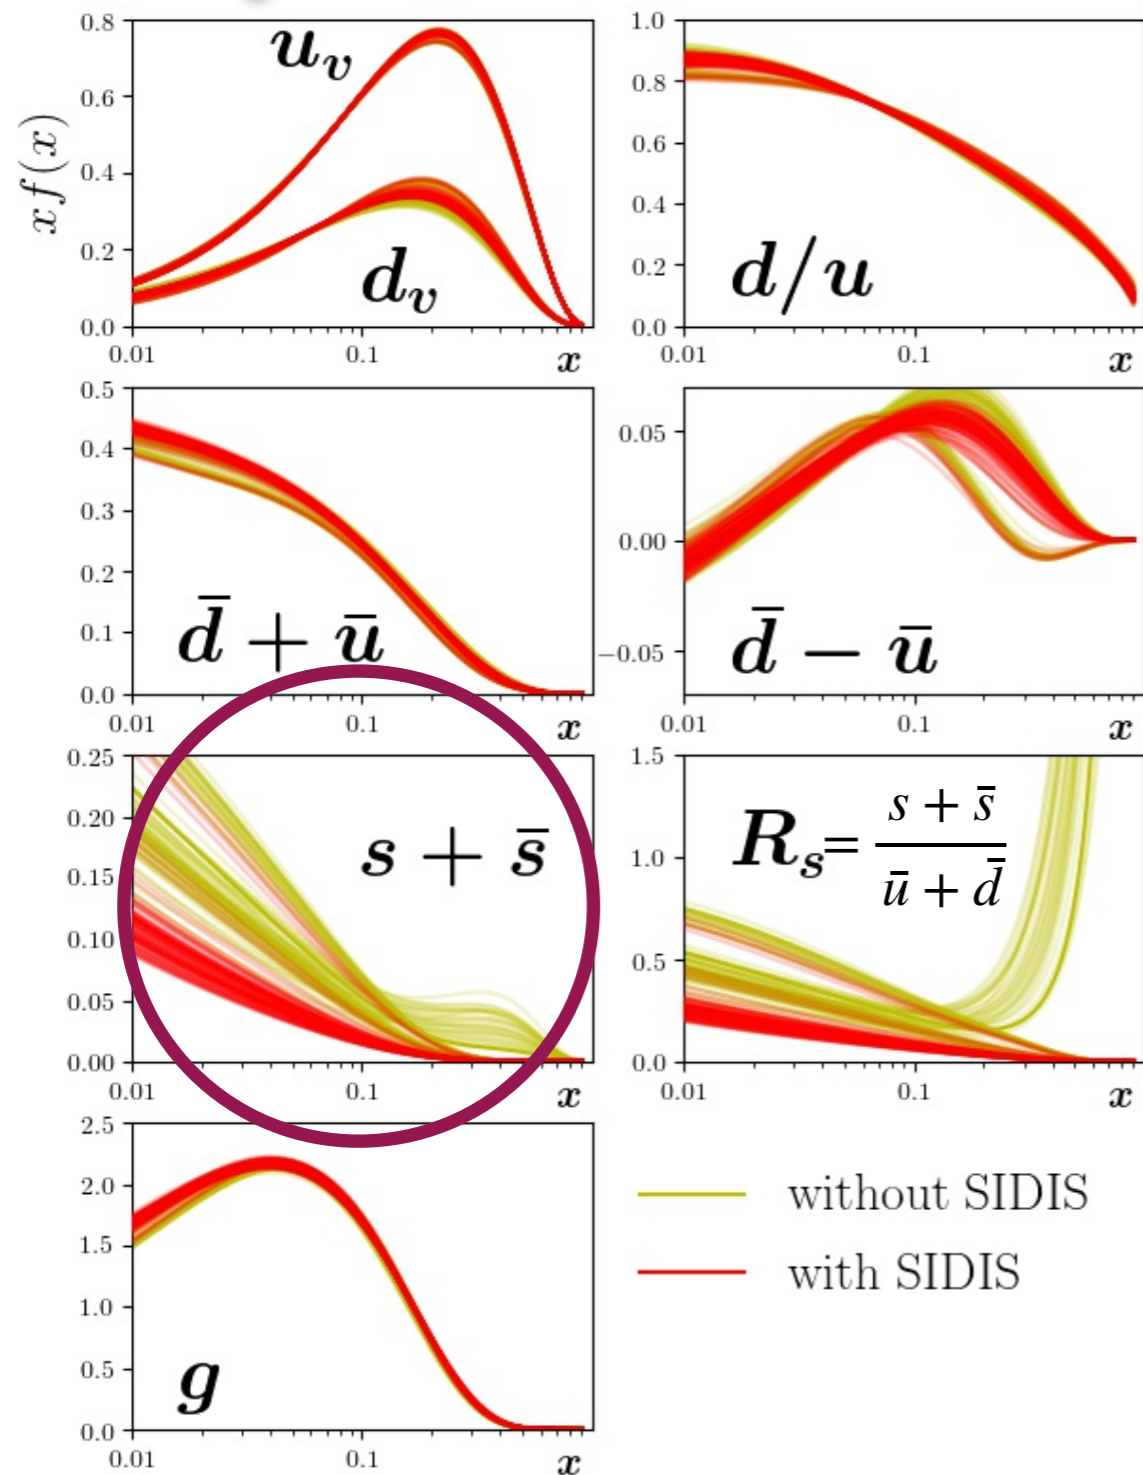 0.8
0.6
0.4
0.2
0.0
x f(x)
u_v
d_v
0.01 0.1 x
1.0
0.8
0.6
0.4
0.2
0.0
d/u
0.01 0.1 x
0.5
0.4
0.3
0.2
0.1
0.0
d̄ + ū
0.01 0.1 x
0.05
0.00
−0.05
d̄ − ū
0.01 0.1 x
0.25
0.20
0.15
0.10
0.05
0.00
s + s̄
0.01 0.1 x
1.5
1.0
0.5
0.0
R_s = (s + s̄)/(ū + d̄)
0.01 0.1 x
2.5
2.0
1.5
1.0
0.5
0.0
g
0.01 0.1 x
without SIDIS
with SIDIS